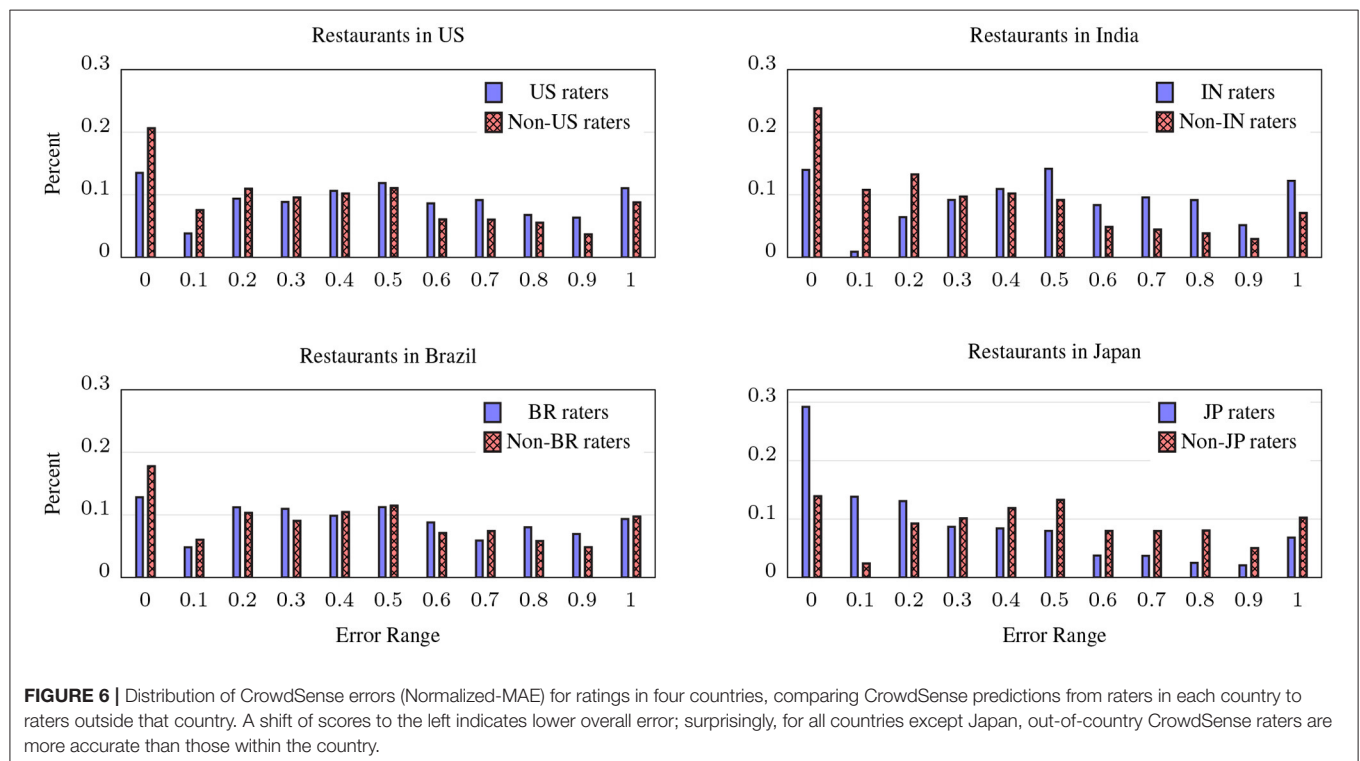 Restaurants in US
0.3
0.2
0.1
0
Percent
US raters
Non-US raters
0 0.1 0.2 0.3 0.4 0.5 0.6 0.7 0.8 0.9 1
Restaurants in India
0.3
0.2
0.1
0
IN raters
Non-IN raters
0 0.1 0.2 0.3 0.4 0.5 0.6 0.7 0.8 0.9 1
Restaurants in Brazil
0.3
0.2
0.1
0
Percent
BR raters
Non-BR raters
0 0.1 0.2 0.3 0.4 0.5 0.6 0.7 0.8 0.9 1
Error Range
Restaurants in Japan
0.3
0.2
0.1
0
JP raters
Non-JP raters
0 0.1 0.2 0.3 0.4 0.5 0.6 0.7 0.8 0.9 1
Error Range
FIGURE 6 | Distribution of CrowdSense errors (Normalized-MAE) for ratings in four countries, comparing CrowdSense predictions from raters in each country to
raters outside that country. A shift of scores to the left indicates lower overall error; surprisingly, for all countries except Japan, out-of-country CrowdSense raters are
more accurate than those within the country.